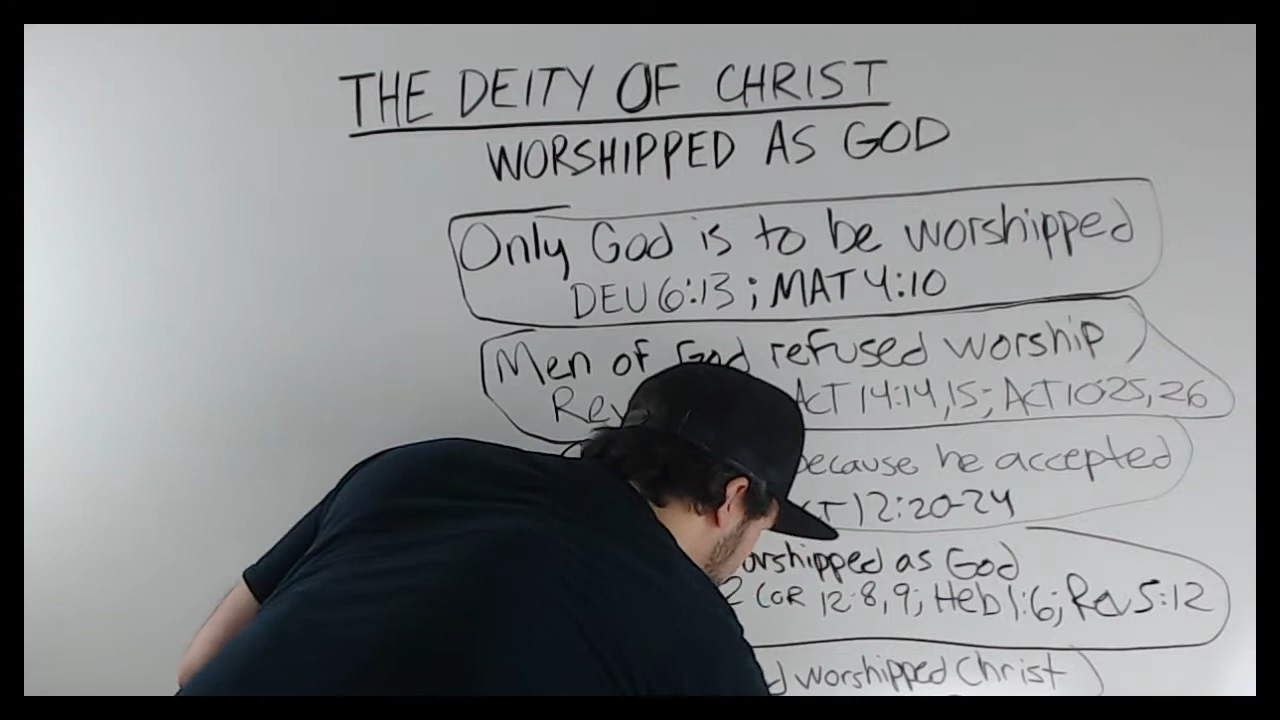 THE DEITY OF CHRIST
WORSHIPPED AS GOD
Only God is to be worshipped
DEU 6:13 ; MAT 4:10
Men of God refused worship
Rev ACT 14:14,15; ACT 10:25,26
because he accepted
12:20-24
as God
2 COR 12:8,9; Heb 1:6; Rev 5:12
worshipped Christ